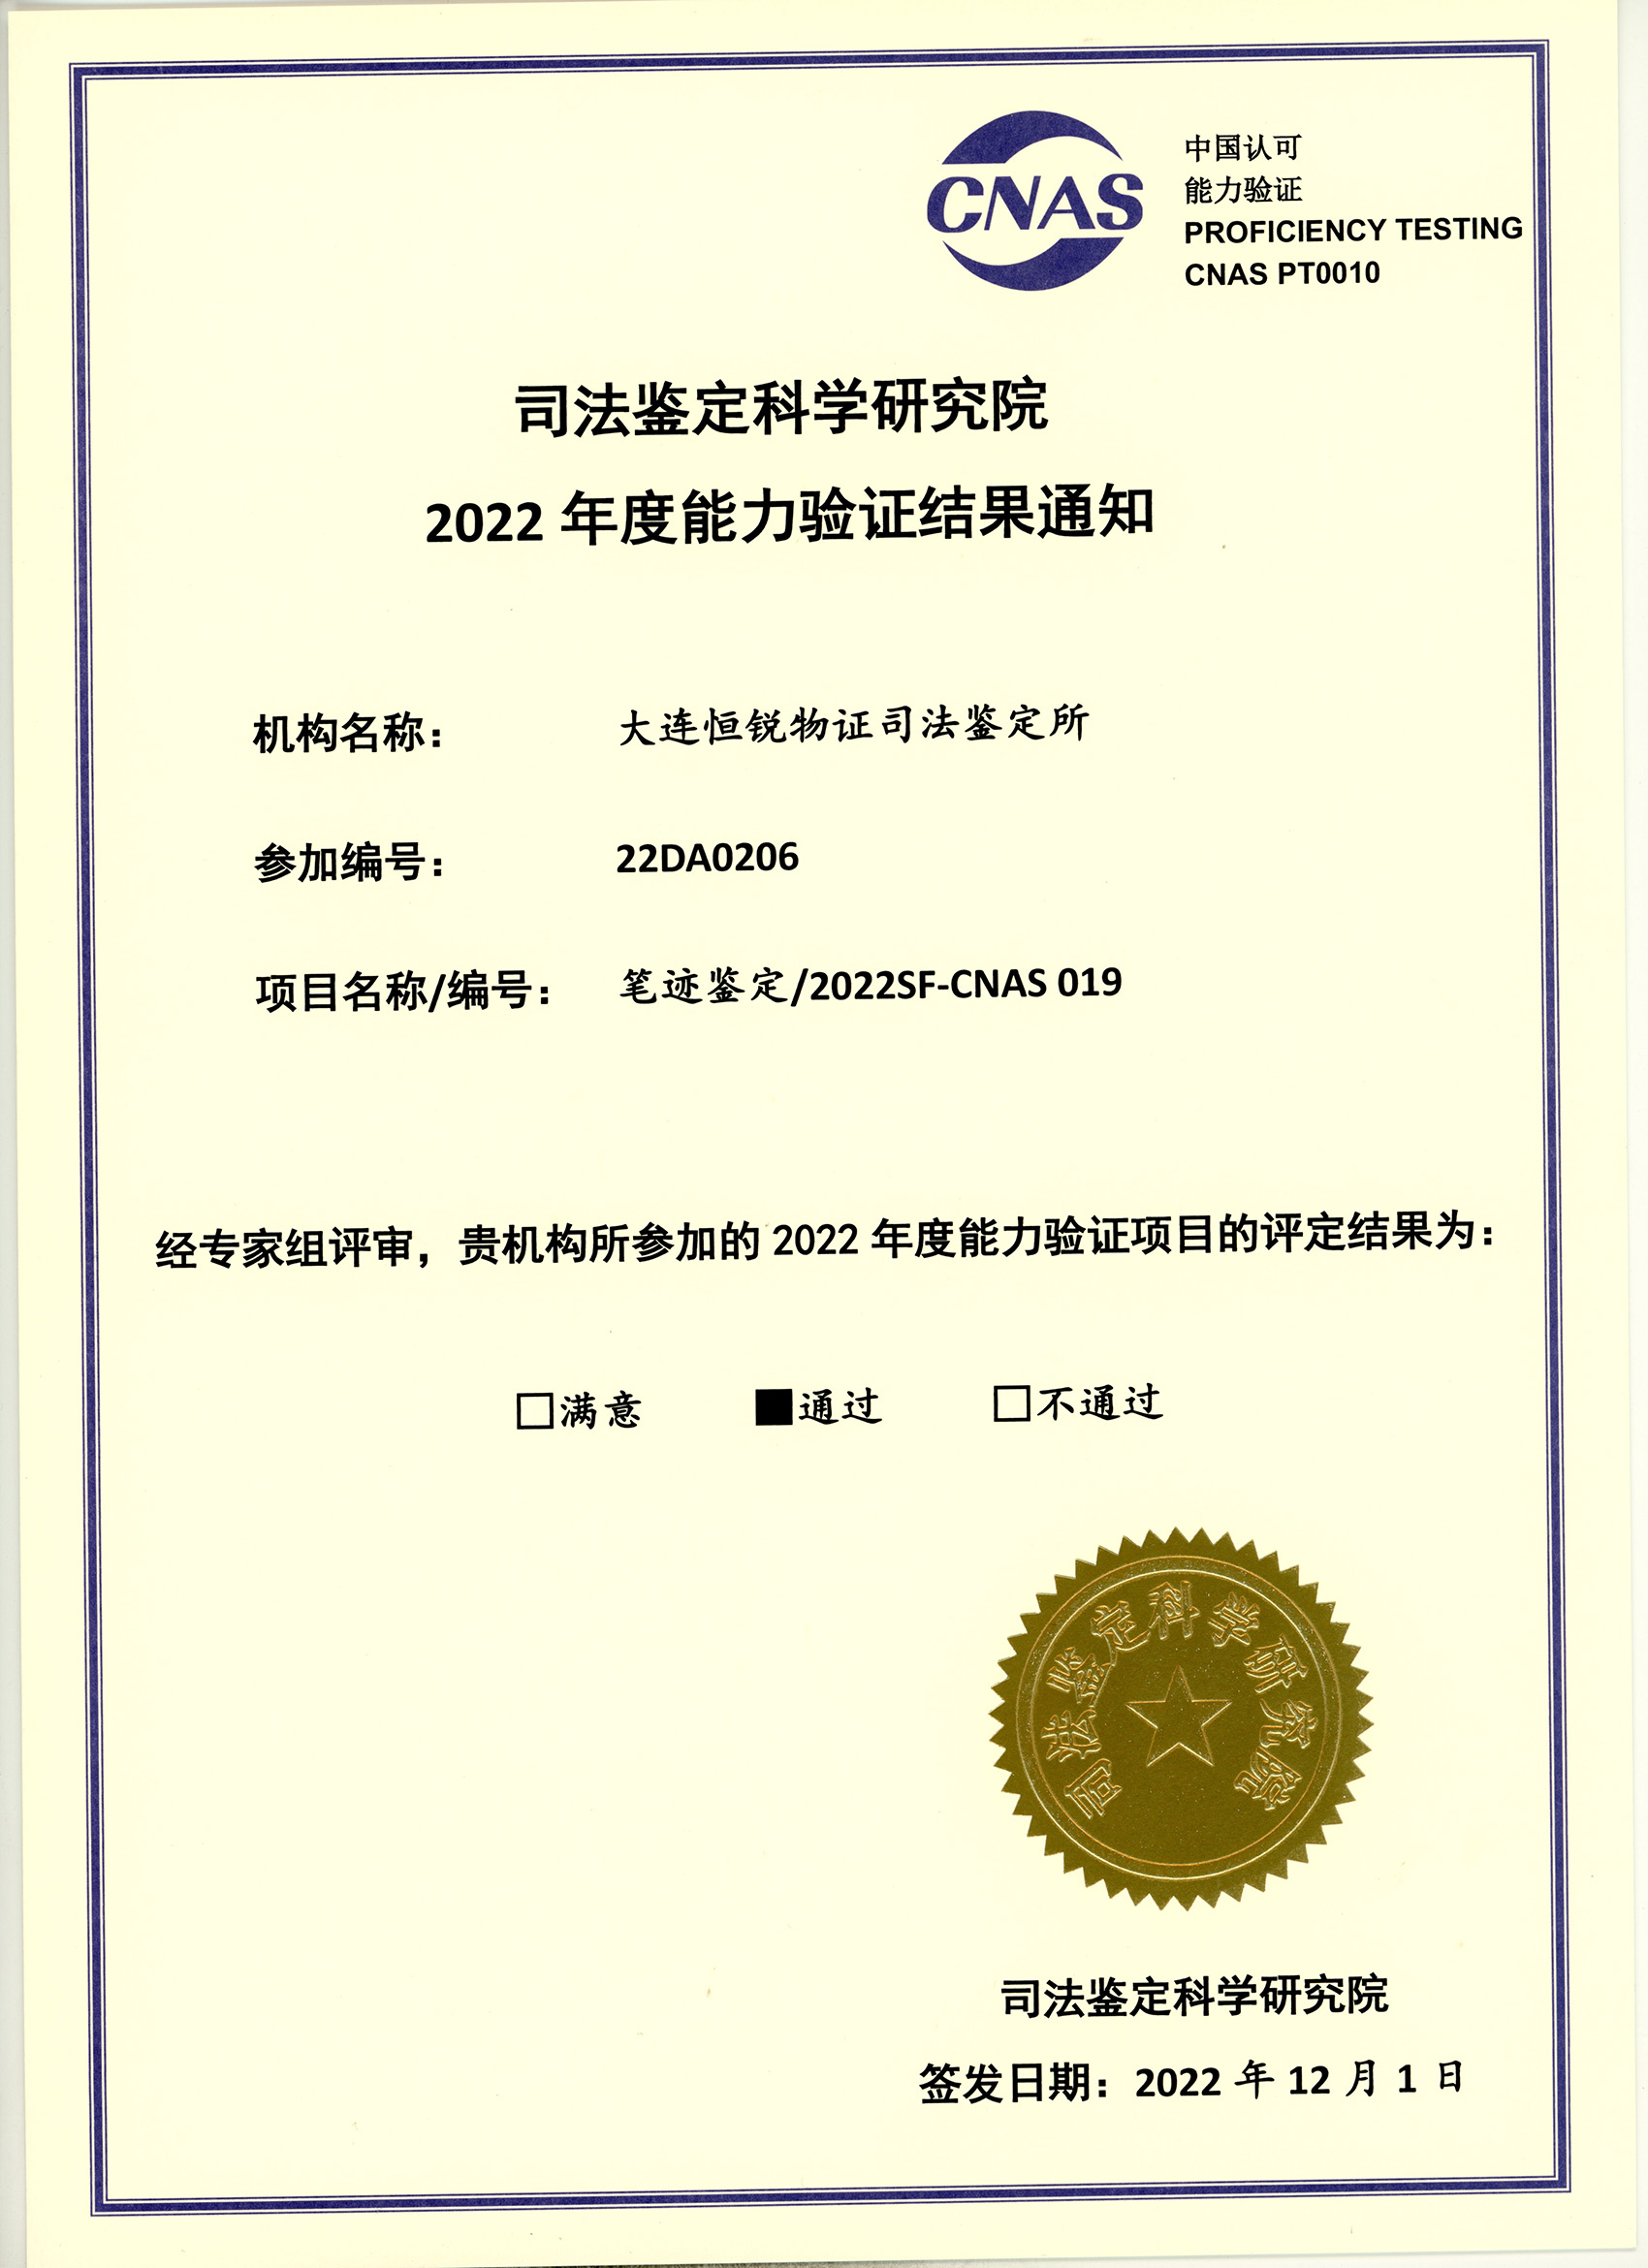 CNAS
中国认可
能力验证
PROFICIENCY TESTING
CNAS PT0010
司法鉴定科学研究院
2022 年度能力验证结果通知
机构名称： 大连恒锐物证司法鉴定所
参加编号： 22DA0206
项目名称/编号： 笔迹鉴定/2022SF-CNAS 019
经专家组评审，贵机构所参加的 2022 年度能力验证项目的评定结果为：
□满意 ■通过 □不通过
司法鉴定科学研究院
司法鉴定科学研究院
签发日期：2022 年 12 月 1 日